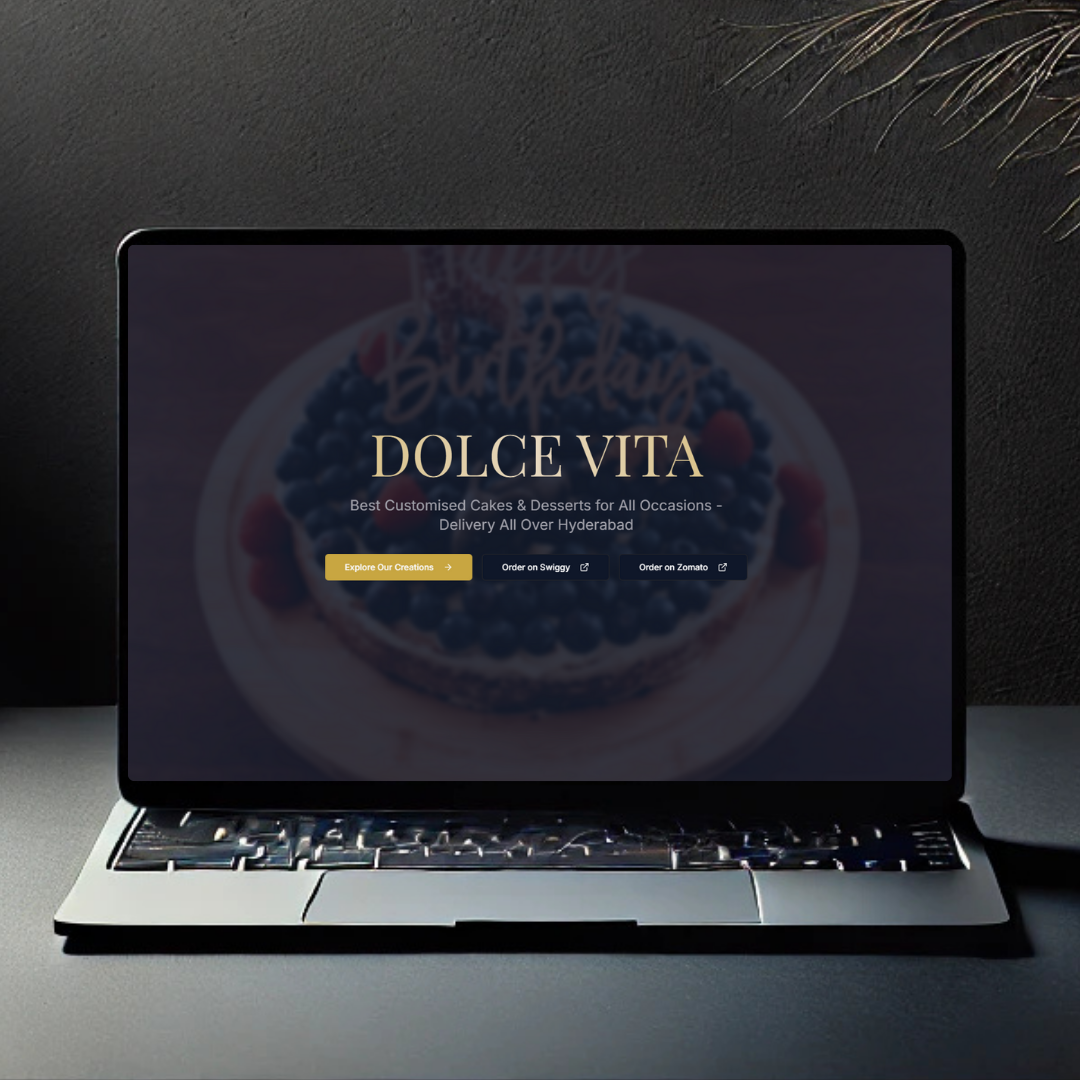 Happy
Birthday
DOLCE VITA
Best Customised Cakes & Desserts for All Occasions -
Delivery All Over Hyderabad
Explore Our Creations
Order on Swiggy
Order on Zomato